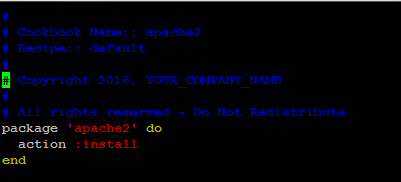 #
# Cookbook Name:: apache2
# Recipe:: default
#
# Copyright 2016, YOUR_COMPANY_NAME
#
# All rights reserved - Do Not Redistribute
package 'apache2' do
  action :install
end